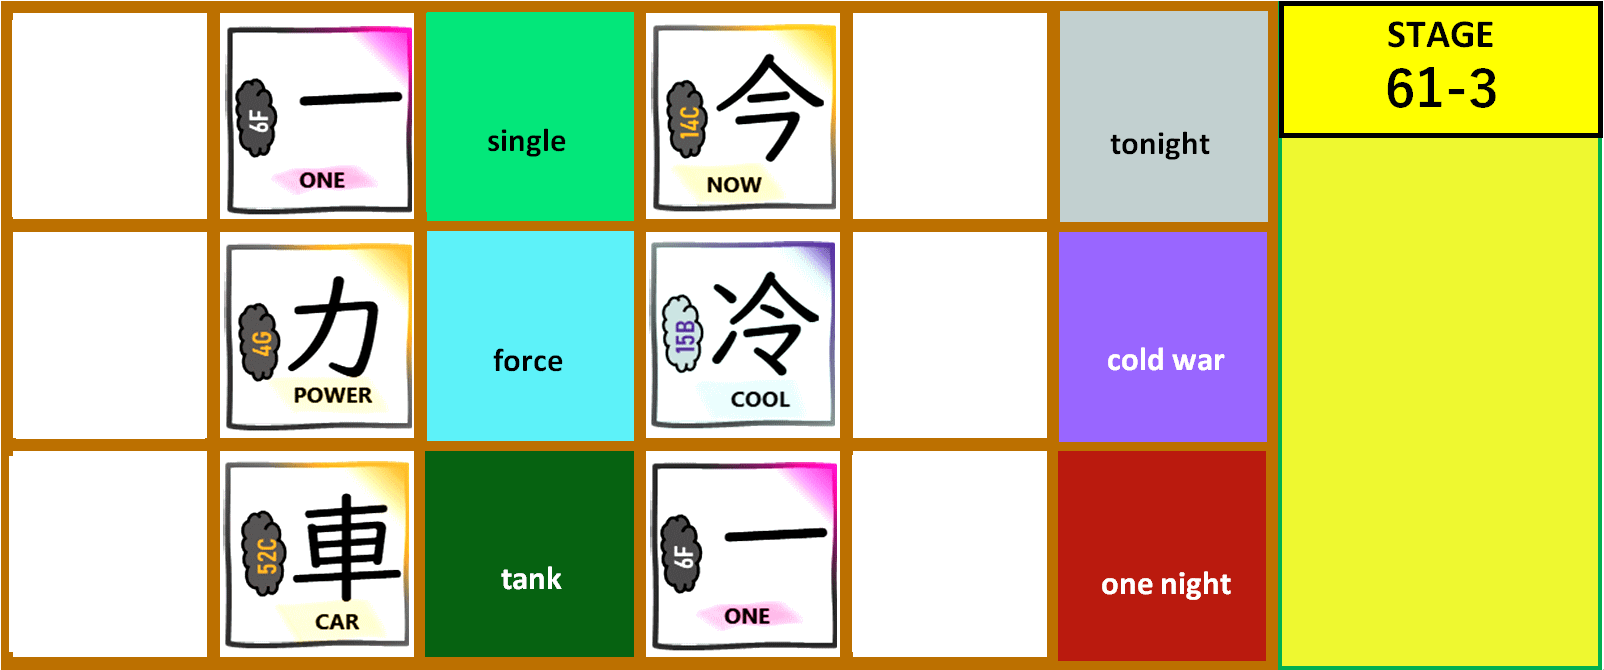 6F
一
ONE
single
14C
今
NOW
tonight
STAGE
61-3
4G
力
POWER
force
15B
冷
COOL
cold war
52C
車
CAR
tank
6F
一
ONE
one night